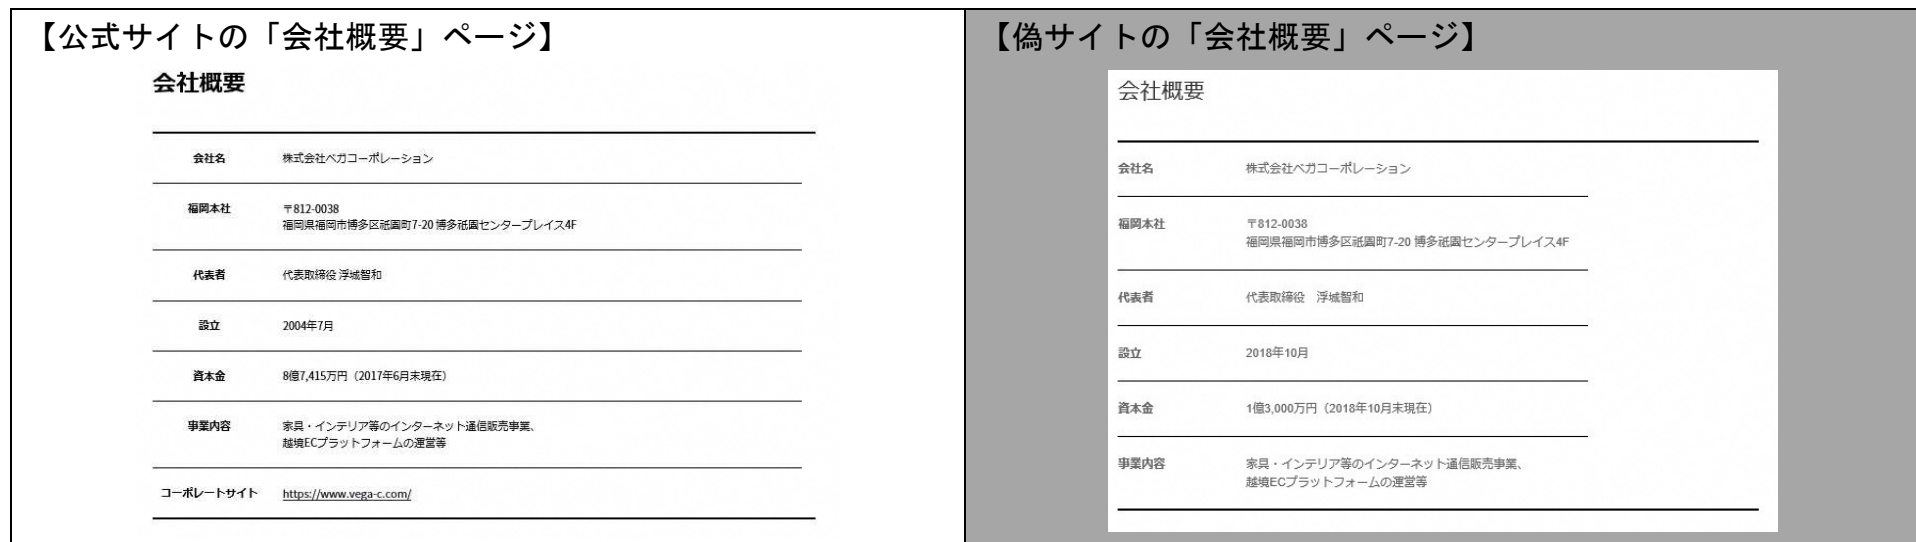 【公式サイトの「会社概要」ページ】
会社概要
会社名 株式会社ベガコーポレーション
福岡本社 〒812-0038
福岡県福岡市博多区祇園町7-20 博多祇園センタープレイス4F
代表者 代表取締役 浮城智和
設立 2004年7月
資本金 8億7,415万円（2017年6月末現在）
事業内容 家具・インテリア等のインターネット通信販売事業、
越境ECプラットフォームの運営等
コーポレートサイト https://www.vega-c.com/
【偽サイトの「会社概要」ページ】
会社概要
会社名 株式会社ベガコーポレーション
福岡本社 〒812-0038
福岡県福岡市博多区祇園町7-20 博多祇園センタープレイス4F
代表者 代表取締役　浮城智和
設立 2018年10月
資本金 1億3,000万円（2018年10月末現在）
事業内容 家具・インテリア等のインターネット通信販売事業、
越境ECプラットフォームの運営等